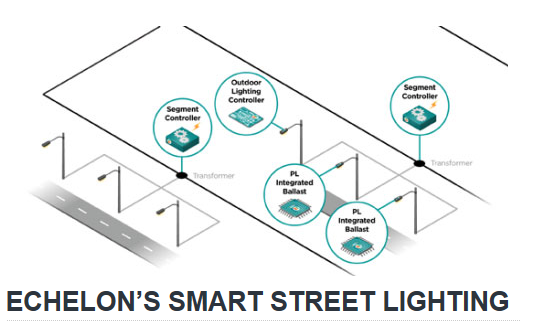 Outdoor
Lighting
Controller
Segment
Controller
Segment
Controller
Transformer
Transformer
PL
Integrated
Ballast
PL
Integrated
Ballast
ECHELON'S SMART STREET LIGHTING